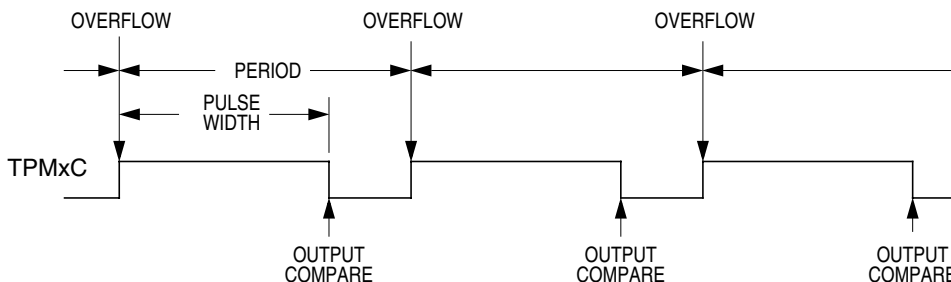 OVERFLOW OVERFLOW OVERFLOW
PERIOD
PULSE
WIDTH
TPMxC
OUTPUT
COMPARE
OUTPUT
COMPARE
OUTPUT
COMPARE